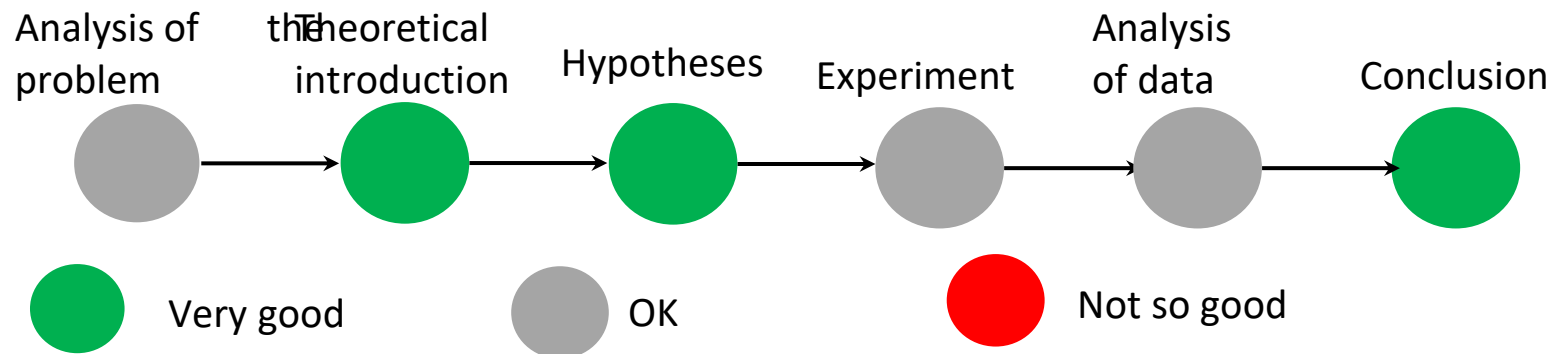 Analysis of the
problem
Theoretical
introduction
Hypotheses
Experiment
Analysis
of data
Conclusion
Very good
OK
Not so good